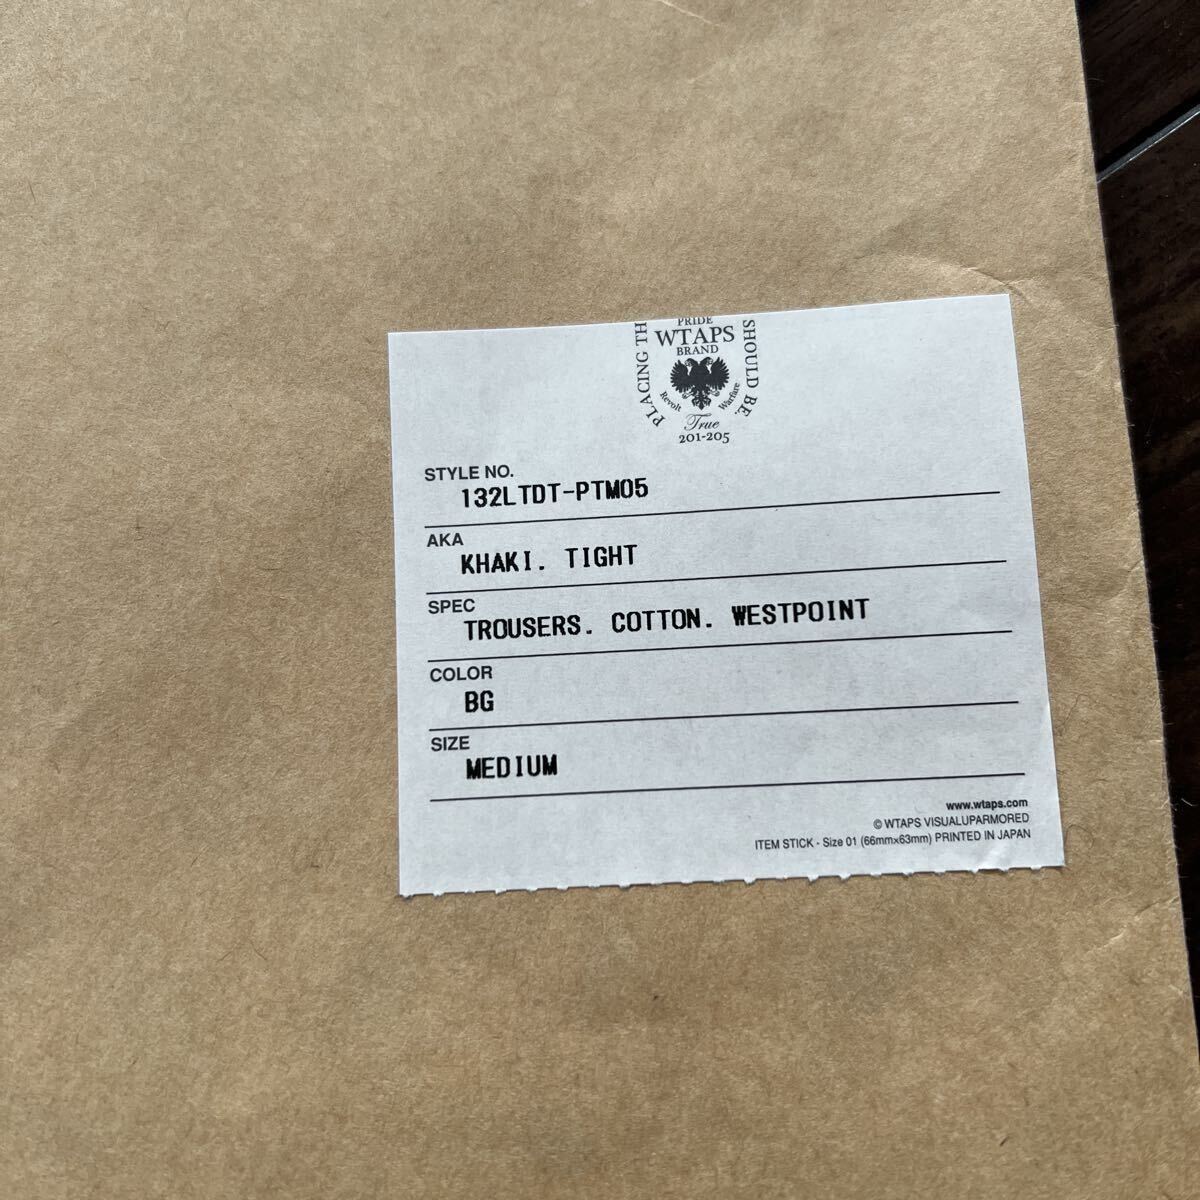 PRIDE
WTAPS
BRAND
PLACING TH SHOULD BE.
Revolt Warfare
True
201-205
STYLE NO.
132LTDT-PTM05
AKA
KHAKI. TIGHT
SPEC
TROUSERS. COTTON. WESTPOINT
COLOR
BG
SIZE
MEDIUM
www.wtaps.com
© WTAPS VISUALUPARMORED
ITEM STICK - Size 01 (66mmx63mm) PRINTED IN JAPAN